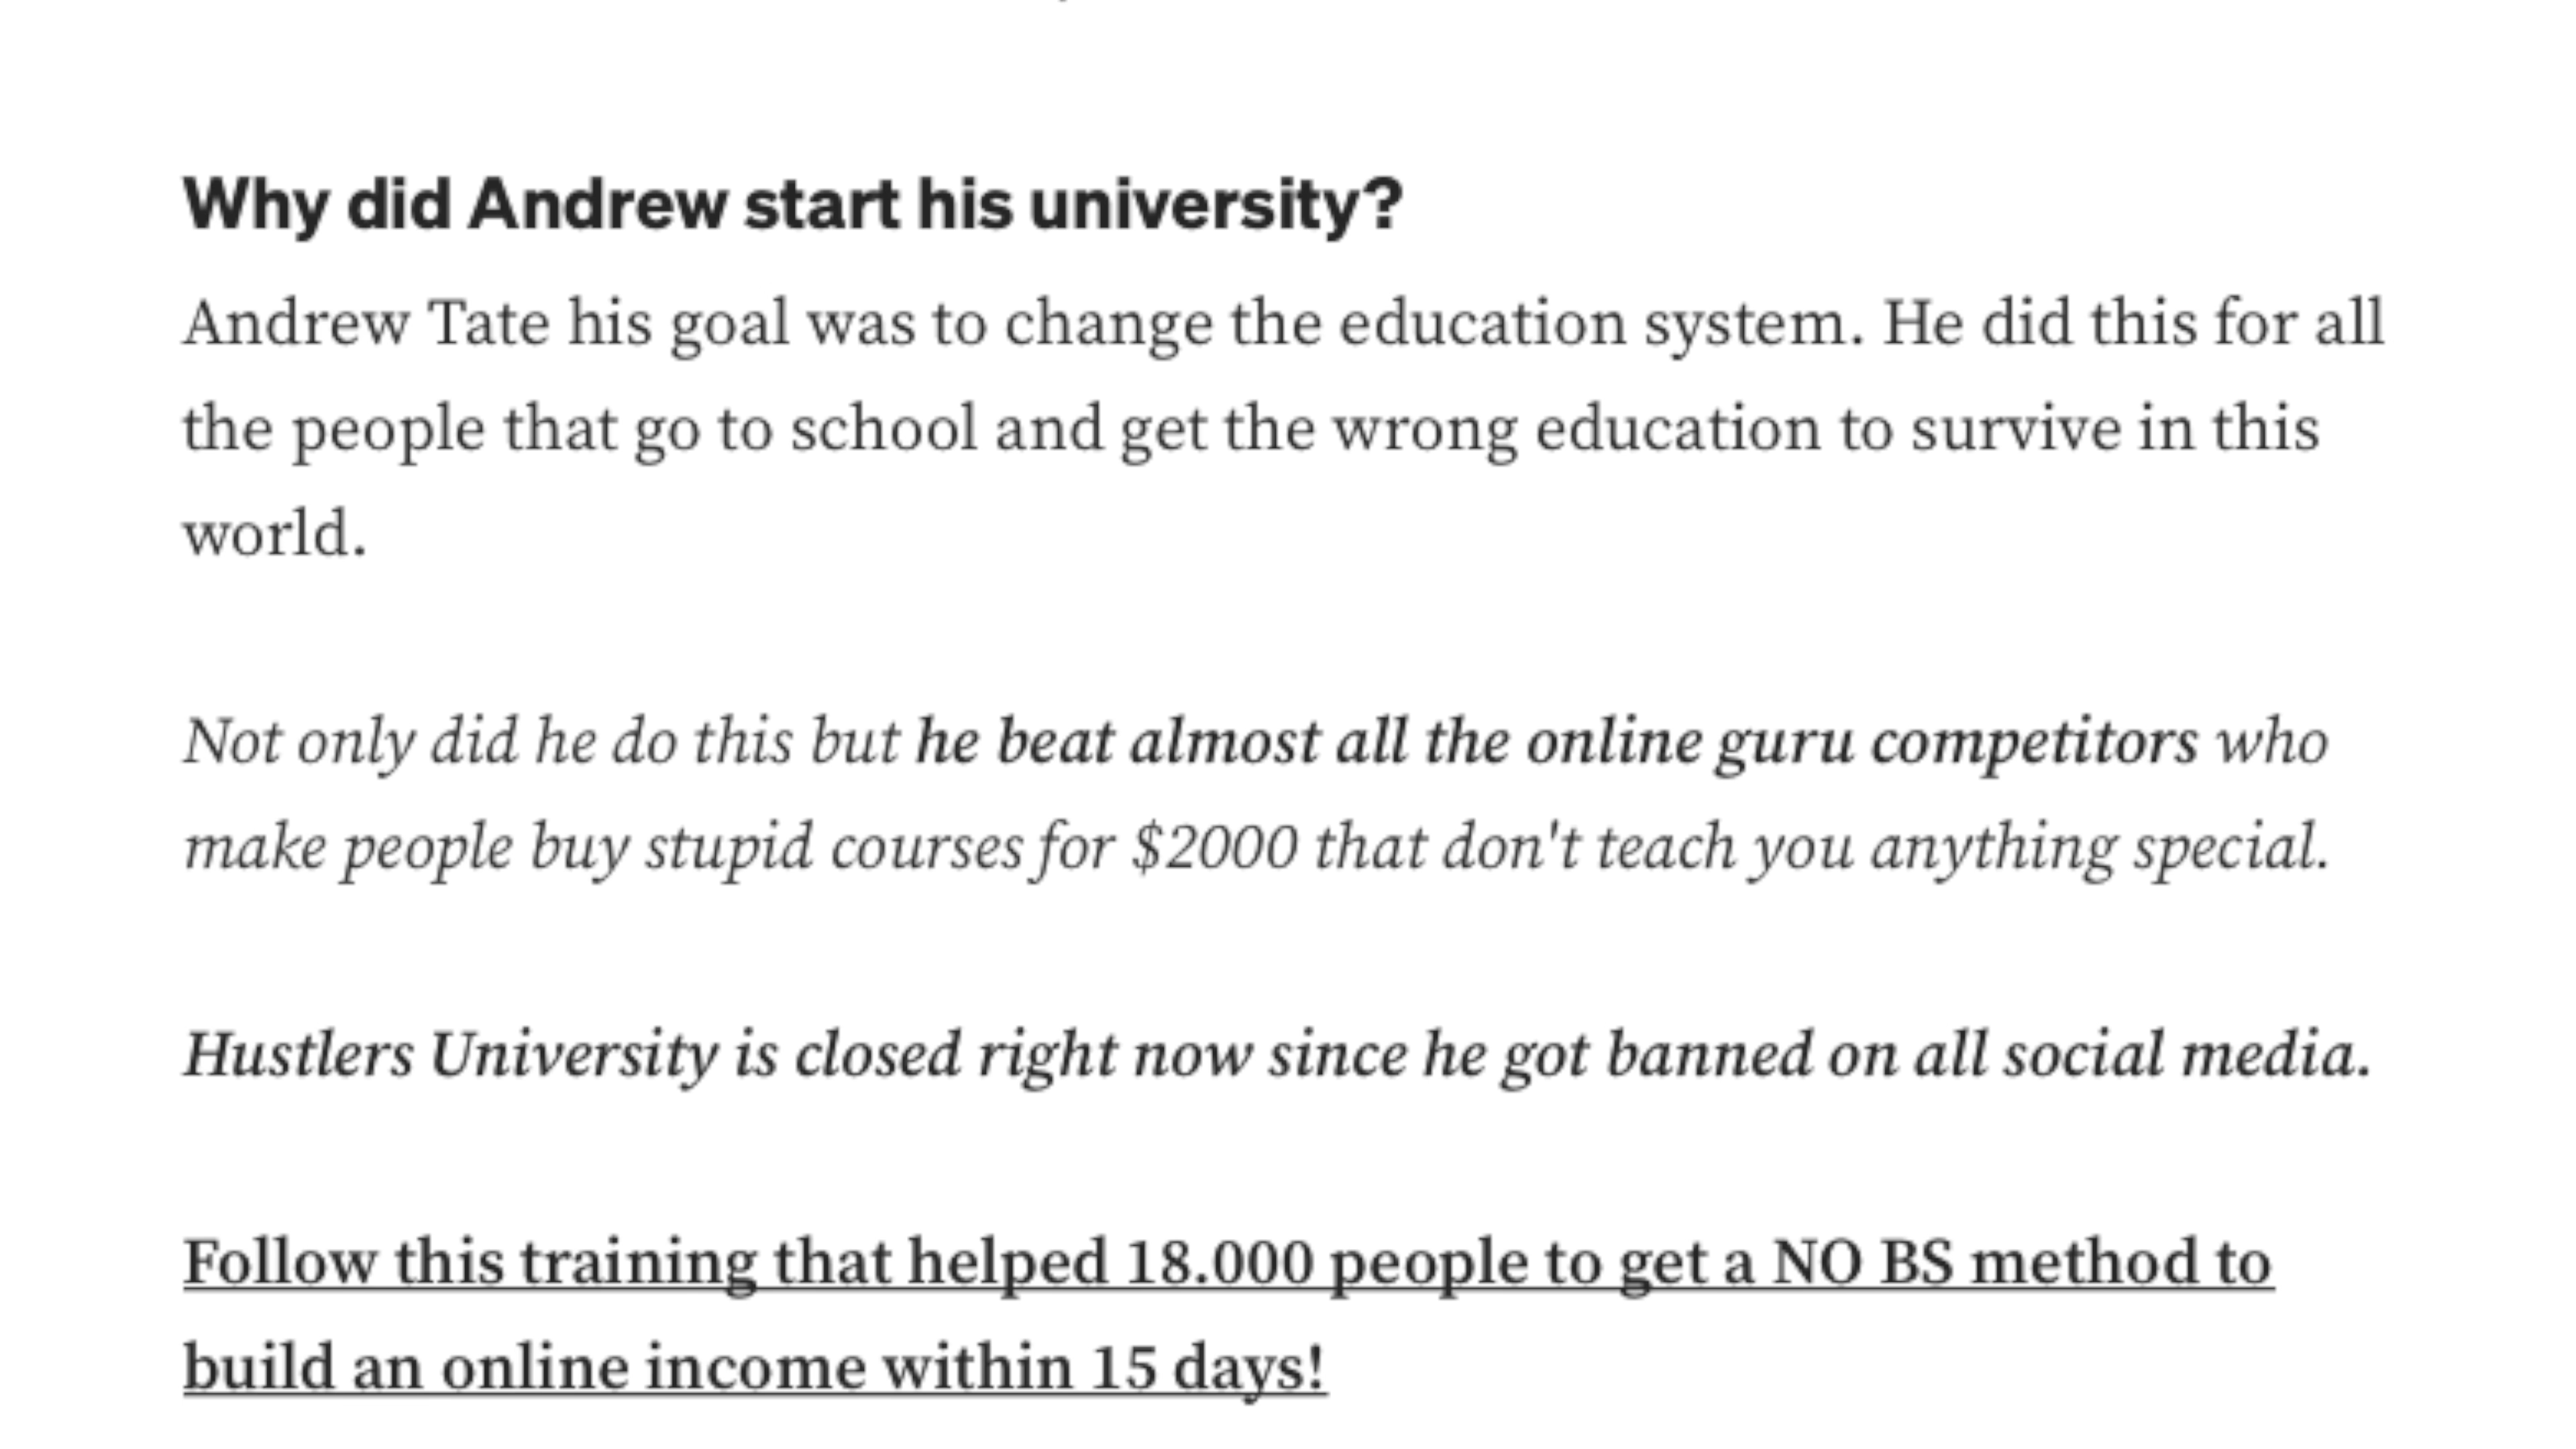 Why did Andrew start his university?
Andrew Tate his goal was to change the education system. He did this for all
the people that go to school and get the wrong education to survive in this
world.
Not only did he do this but he beat almost all the online guru competitors who
make people buy stupid courses for $2000 that don't teach you anything special.
Hustlers University is closed right now since he got banned on all social media.
Follow this training that helped 18.000 people to get a NO BS method to
build an online income within 15 days!